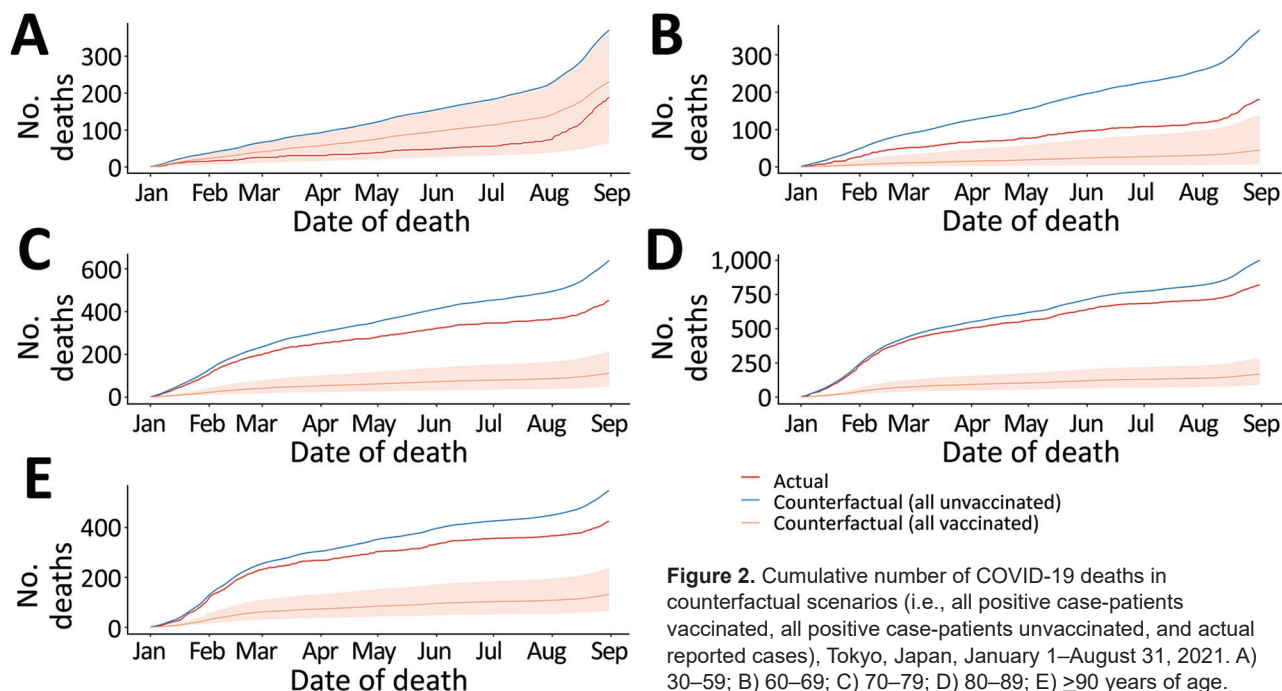 A
No.
deaths
300
200
100
0
Jan Feb Mar Apr May Jun Jul Aug Sep
Date of death
B
No.
deaths
300
200
100
0
Jan Feb Mar Apr May Jun Jul Aug Sep
Date of death
C
No.
deaths
600
400
200
0
Jan Feb Mar Apr May Jun Jul Aug Sep
Date of death
D
No.
deaths
1,000
750
500
250
0
Jan Feb Mar Apr May Jun Jul Aug Sep
Date of death
E
No.
deaths
400
200
0
Jan Feb Mar Apr May Jun Jul Aug Sep
Date of death
Actual
Counterfactual (all unvaccinated)
Counterfactual (all vaccinated)
Figure 2. Cumulative number of COVID-19 deaths in
counterfactual scenarios (i.e., all positive case-patients
vaccinated, all positive case-patients unvaccinated, and actual
reported cases), Tokyo, Japan, January 1–August 31, 2021. A)
30–59; B) 60–69; C) 70–79; D) 80–89; E) ≥90 years of age.